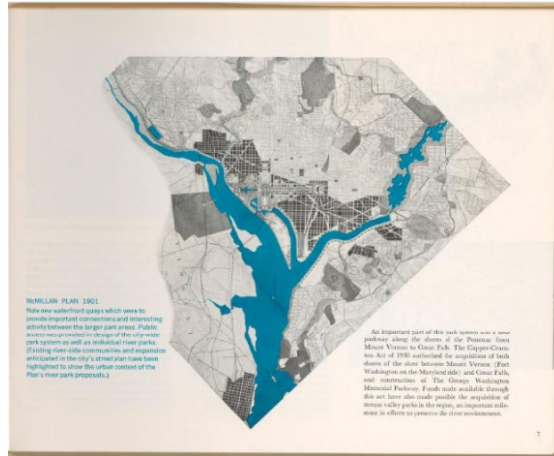 McMILLAN PLAN 1901
Note new waterfront quays which were to
provide important connections and interesting
activity between the larger park areas. Public
access was provided in design of the city-wide
park system as well as individual river parks.
(Existing river-side communities and expansion
anticipated in the city's street plan have been
highlighted to show the urban context of the
Plan's river park proposals.)
An important part of this park system was a new
parkway along the shores of the Potomac from
Mount Vernon to Great Falls. The Capper-Cram-
ton Act of 1930 authorized the acquisition of both
shores of the river between Mount Vernon (Fort
Washington on the Maryland side) and Great Falls,
and construction of The George Washington
Memorial Parkway. Funds made available through
this act have also made possible the acquisition of
stream valley parks in the region, an important mile-
stone in efforts to preserve the river environment.
7